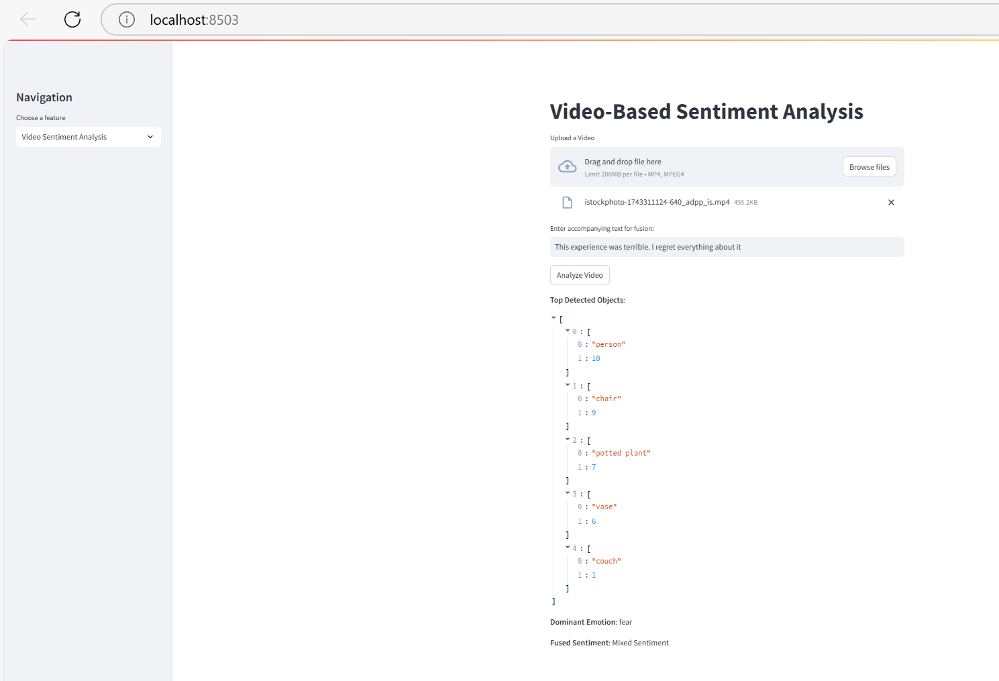 localhost:8503
Navigation
Choose a feature
Video Sentiment Analysis
Video-Based Sentiment Analysis
Upload a Video
Drag and drop file here
Limit 200MB per file • MP4, MPEG4
Browse files
istockphoto-1743311124-640_adpp_is.mp4 498.2KB
Enter accompanying text for fusion:
This experience was terrible. I regret everything about it
Analyze Video
Top Detected Objects:
[
0 : [
0 : "person"
1 : 10
]
1 : [
0 : "chair"
1 : 9
]
2 : [
0 : "potted plant"
1 : 7
]
3 : [
0 : "vase"
1 : 6
]
4 : [
0 : "couch"
1 : 1
]
]
Dominant Emotion: fear
Fused Sentiment: Mixed Sentiment